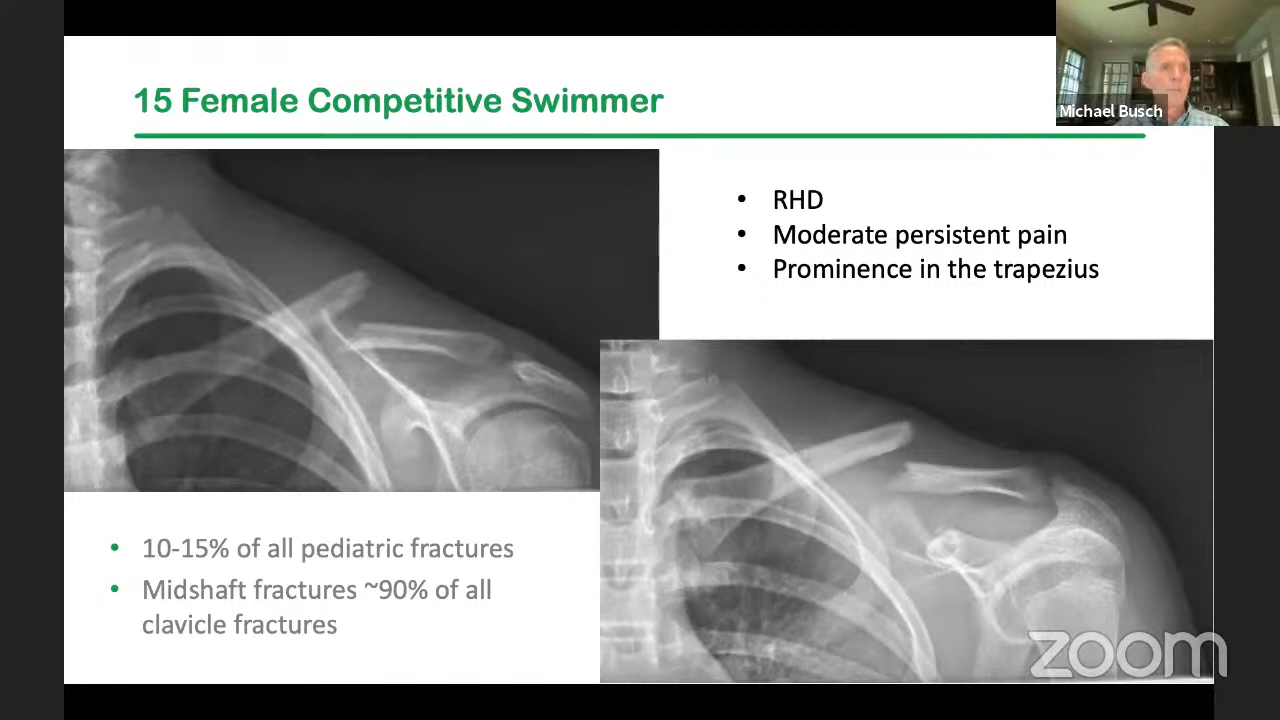 15 Female Competitive Swimmer
Michael Busch
• RHD
• Moderate persistent pain
• Prominence in the trapezius
• 10-15% of all pediatric fractures
• Midshaft fractures ~90% of all
clavicle fractures
zoom